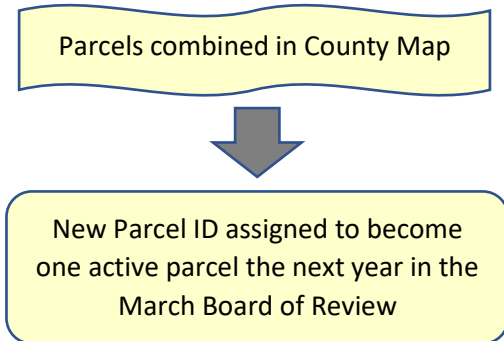 Parcels combined in County Map
New Parcel ID assigned to become
one active parcel the next year in the
March Board of Review